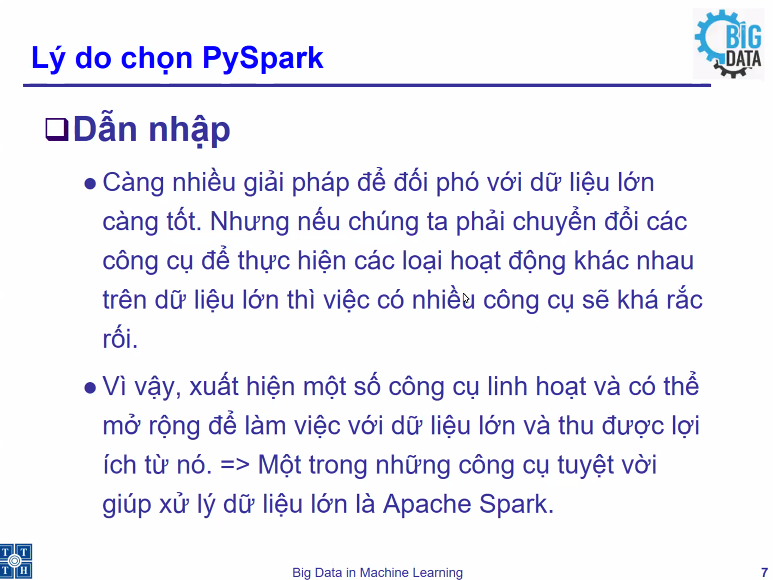 BIG
DATA
Lý do chọn PySpark
Dẫn nhập
Càng nhiều giải pháp để đối phó với dữ liệu lớn
càng tốt. Nhưng nếu chúng ta phải chuyển đổi các
công cụ để thực hiện các loại hoạt động khác nhau
trên dữ liệu lớn thì việc có nhiều công cụ sẽ khá rắc
rối.
Vì vậy, xuất hiện một số công cụ linh hoạt và có thể
mở rộng để làm việc với dữ liệu lớn và thu được lợi
ích từ nó. => Một trong những công cụ tuyệt vời
giúp xử lý dữ liệu lớn là Apache Spark.
T T
T H
Big Data in Machine Learning
7